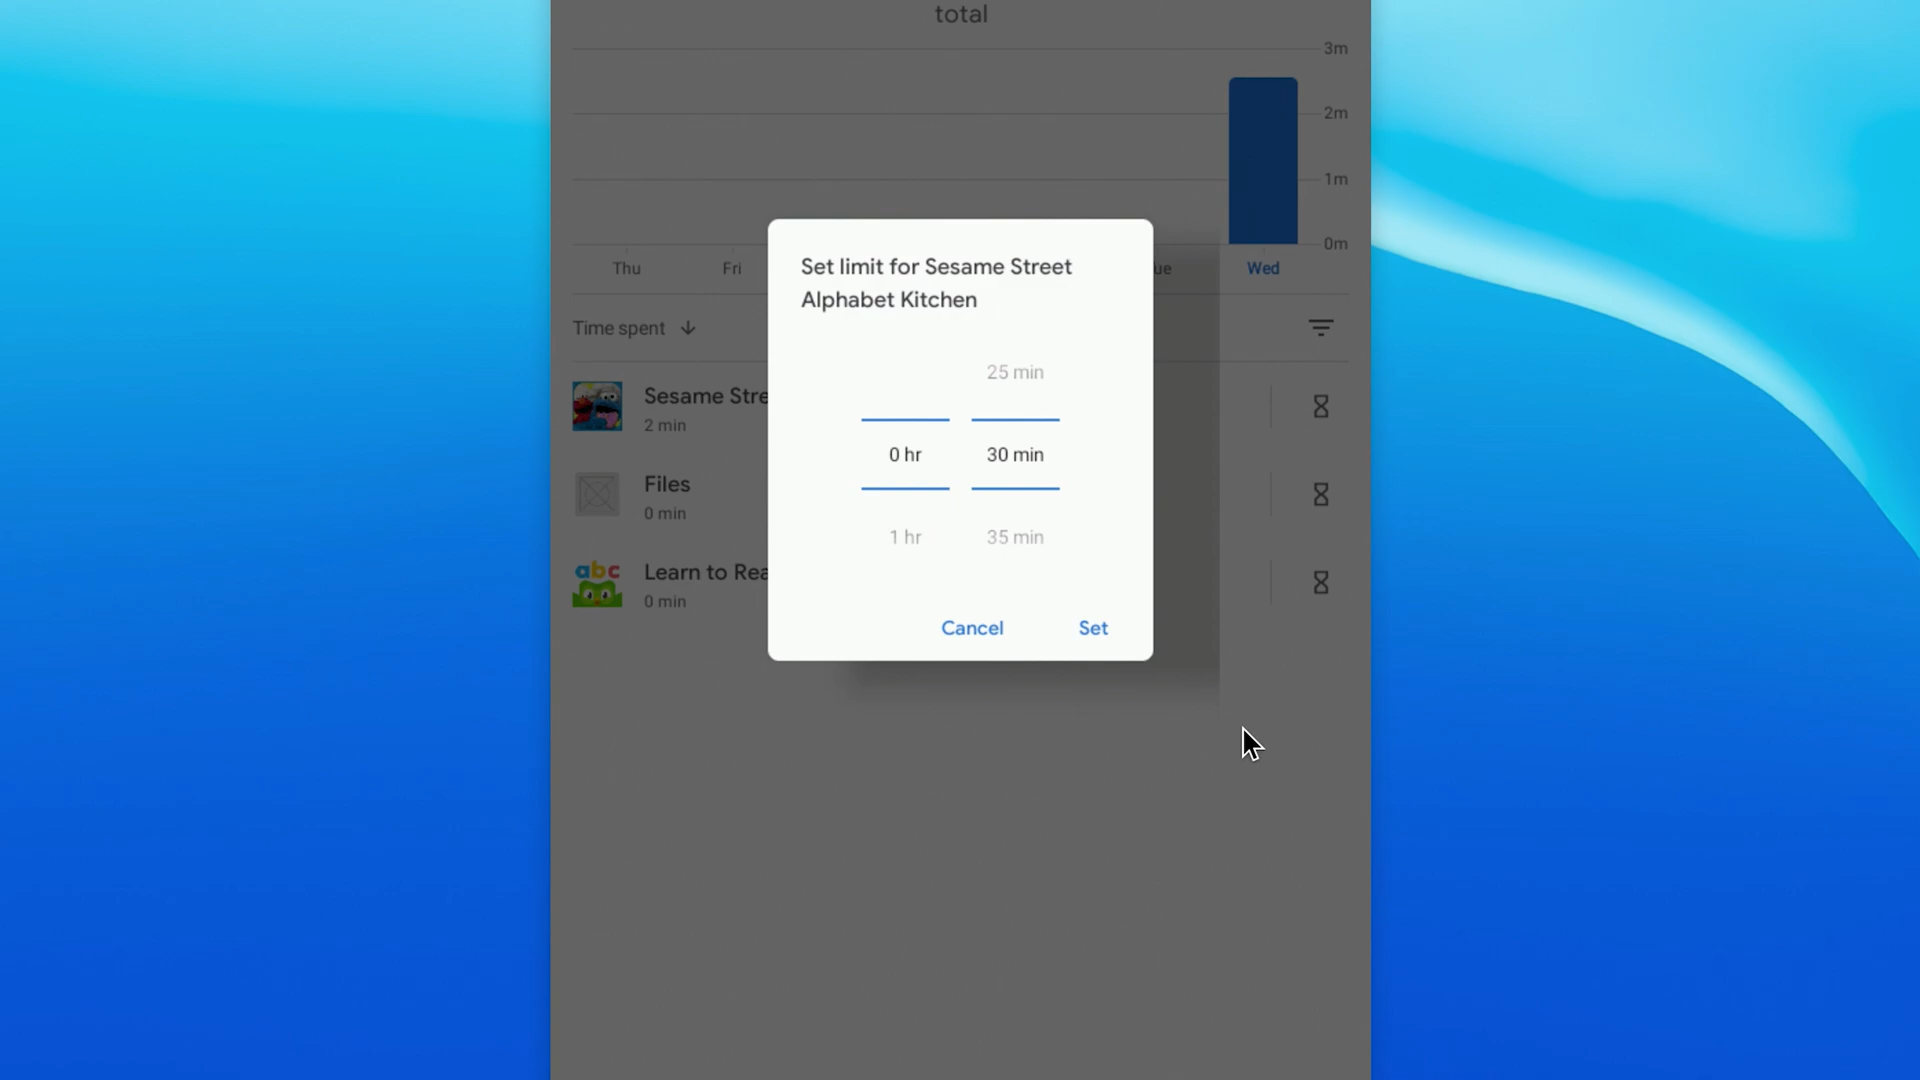 total
3m
2m
1m
0m
Thu
Fri
ue
Wed
Set limit for Sesame Street
Alphabet Kitchen
Time spent
25 min
0 hr
30 min
1 hr
35 min
Cancel
Set
Sesame Stre
2 min
Files
0 min
abc
Learn to Rea
0 min